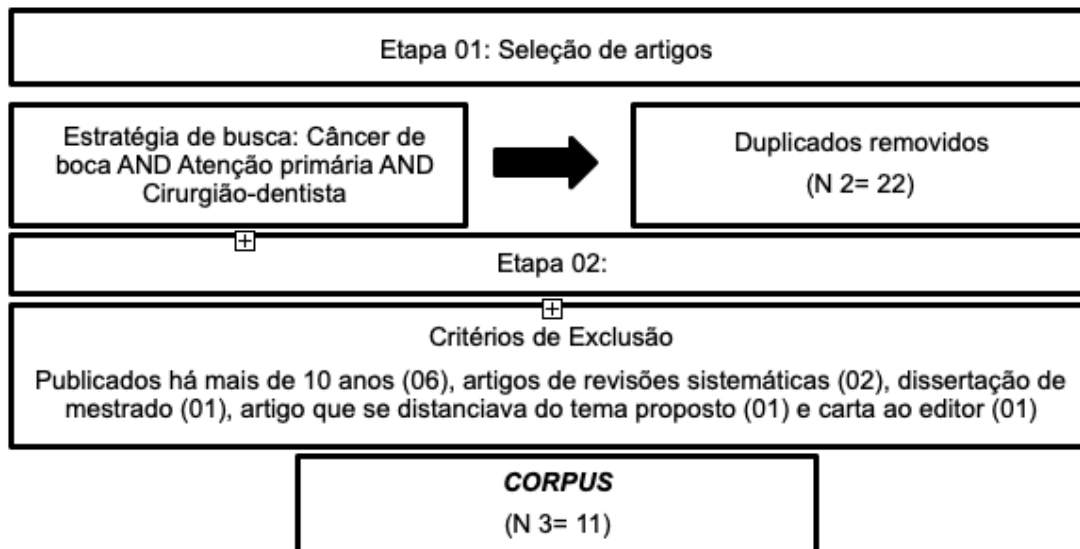 Etapa 01: Seleção de artigos
Estratégia de busca: Câncer de
boca AND Atenção primária AND
Cirurgião-dentista
Duplicados removidos
(N 2= 22)
Etapa 02:
Critérios de Exclusão
Publicados há mais de 10 anos (06), artigos de revisões sistemáticas (02), dissertação de
mestrado (01), artigo que se distanciava do tema proposto (01) e carta ao editor (01)
CORPUS
(N 3= 11)